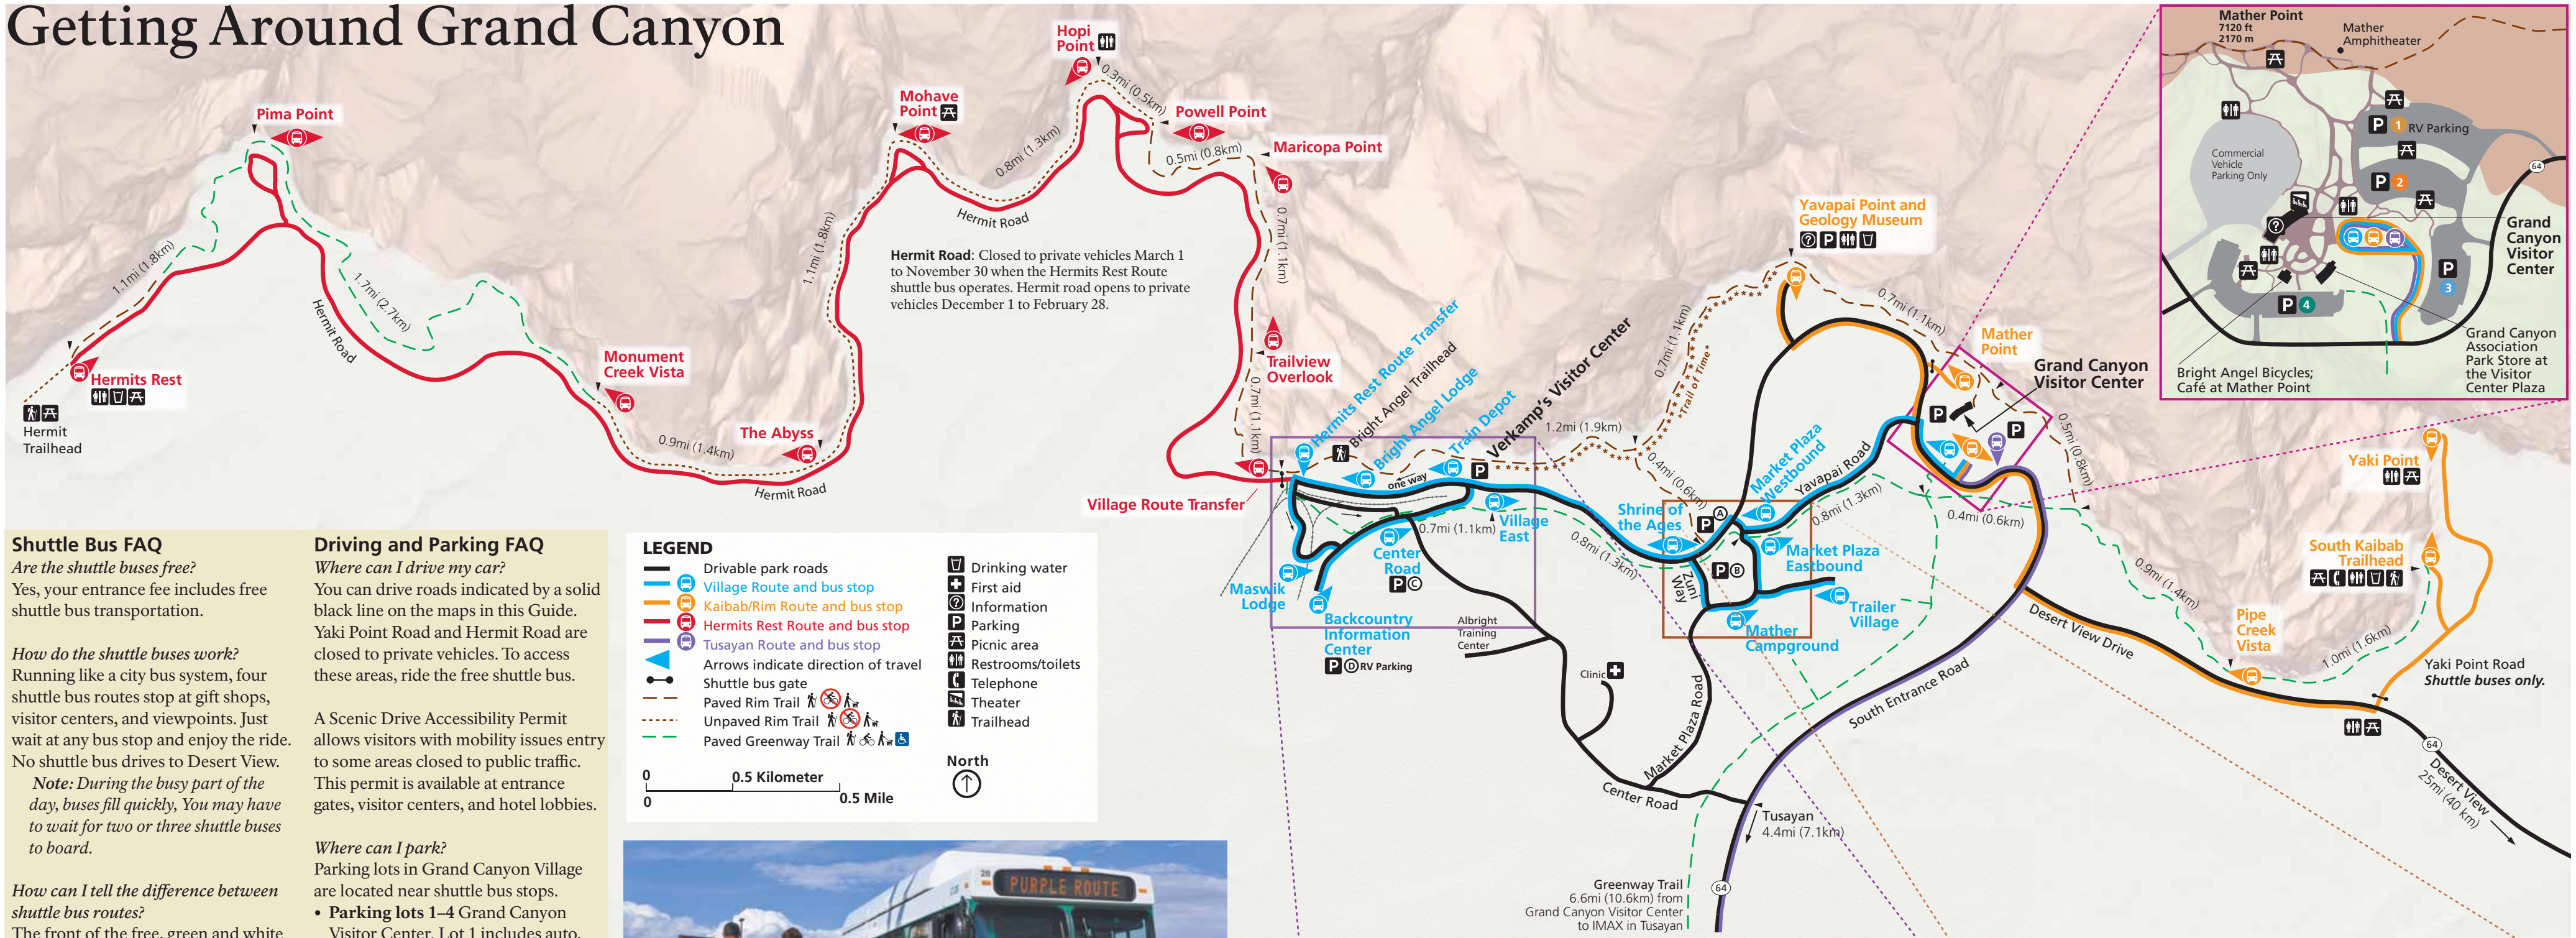 Getting Around Grand Canyon
Pima Point
1.1mi (1.8km)
Hermits Rest
Hermit
Trailhead
1.7mi (2.7km)
Hermit Road
Monument
Creek Vista
0.9mi (1.4km)
The Abyss
Hermit Road
1.1mi (1.8km)
Mohave
Point
0.8mi (1.3km)
Hermit Road
Hopi
Point
0.3mi (0.5km)
Powell Point
0.5mi (0.8km)
Maricopa Point
0.7mi (1.1km)
Hermit Road: Closed to private vehicles March 1
to November 30 when the Hermits Rest Route
shuttle bus operates. Hermit road opens to private
vehicles December 1 to February 28.
Trailview
Overlook
0.7mi (1.1km)
Village Route Transfer
Hermits Rest Route Transfer
Bright Angel Trailhead
Bright Angel Lodge
Train Depot
P
Verkamp's Visitor Center
one way
Village
East
0.7mi (1.1km)
Center
Road
P C
Maswik
Lodge
Backcountry
Information
Center
P D RV Parking
Albright
Training
Center
Clinic
1.2mi (1.9km)
0.4mi (0.6km)
0.8mi (1.3km)
0.7mi (1.1km)
"Trail of Time"
Yavapai Point and
Geology Museum
? P
0.7mi (1.1km)
Mather
Point
Grand Canyon
Visitor Center
P
P
0.5mi (0.8km)
Shrine of
the Ages
P A
Market Plaza
Westbound
Yavapai Road
0.8mi (1.3km)
0.4mi (0.6km)
Market Plaza
Eastbound
P B
Zuni
Way
Trailer
Village
Mather
Campground
Market Plaza Road
Center Road
South Entrance Road
Tusayan
4.4mi (7.1km)
64
Greenway Trail
6.6mi (10.6km) from
Grand Canyon Visitor Center
to IMAX in Tusayan
Desert View Drive
0.9mi (1.4km)
Pipe
Creek
Vista
1.0mi (1.6km)
Yaki Point
South Kaibab
Trailhead
Yaki Point Road
Shuttle buses only.
64
Desert View
25mi (40 km)
Mather Point
7120 ft
2170 m
Mather
Amphitheater
P 1 RV Parking
Commercial
Vehicle
Parking Only
P 2
64
?
Grand
Canyon
Visitor
Center
P
3
P 4
Bright Angel Bicycles;
Café at Mather Point
Grand Canyon
Association
Park Store at
the Visitor
Center Plaza
Shuttle Bus FAQ
Are the shuttle buses free?
Yes, your entrance fee includes free
shuttle bus transportation.
How do the shuttle buses work?
Running like a city bus system, four
shuttle bus routes stop at gift shops,
visitor centers, and viewpoints. Just
wait at any bus stop and enjoy the ride.
No shuttle bus drives to Desert View.
Note: During the busy part of the
day, buses fill quickly, You may have
to wait for two or three shuttle buses
to board.
How can I tell the difference between
shuttle bus routes?
The front of the free, green and white
Driving and Parking FAQ
Where can I drive my car?
You can drive roads indicated by a solid
black line on the maps in this Guide.
Yaki Point Road and Hermit Road are
closed to private vehicles. To access
these areas, ride the free shuttle bus.
A Scenic Drive Accessibility Permit
allows visitors with mobility issues entry
to some areas closed to public traffic.
This permit is available at entrance
gates, visitor centers, and hotel lobbies.
Where can I park?
Parking lots in Grand Canyon Village
are located near shuttle bus stops.
• Parking lots 1–4 Grand Canyon
Visitor Center. Lot 1 includes auto,
LEGEND
Drivable park roads
Village Route and bus stop
Kaibab/Rim Route and bus stop
Hermits Rest Route and bus stop
Tusayan Route and bus stop
Arrows indicate direction of travel
Shuttle bus gate
Paved Rim Trail
Unpaved Rim Trail
Paved Greenway Trail
0 0.5 Kilometer
0 0.5 Mile
Drinking water
First aid
? Information
P Parking
Picnic area
Restrooms/toilets
Telephone
Theater
Trailhead
North
PURPLE ROUTE